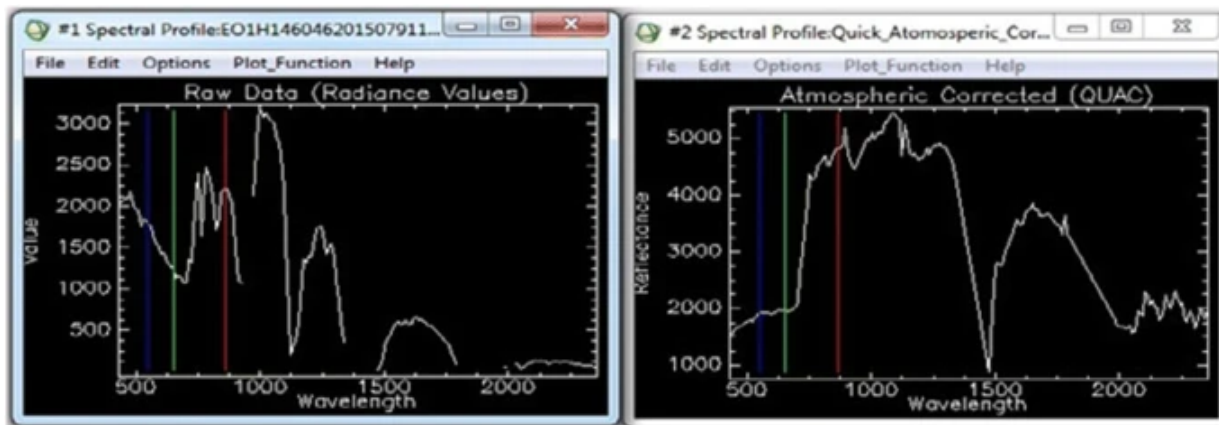 #1 Spectral Profile:EO1H146046201507911...
File Edit Options Plot_Function Help
Raw Data (Radiance Values)
3000
2500
2000
1500
1000
500
Value
500 1000 1500 2000
Wavelength
#2 Spectral Profile:Quick_Atomosperic_Cor...
File Edit Options Plot_Function Help
Atmospheric Corrected (QUAC)
5000
4000
3000
2000
1000
Reflectance
500 1000 1500 2000
Wavelength